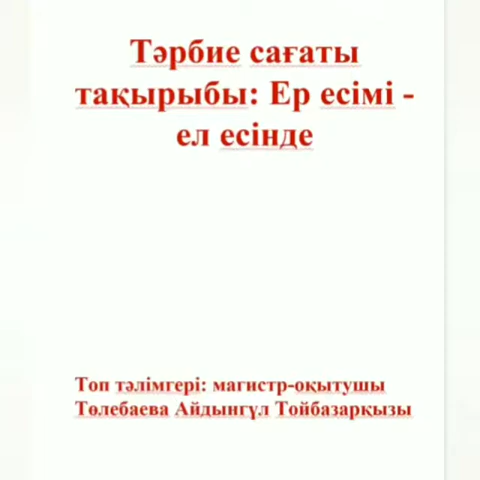 Тәрбие сағаты
тақырыбы: Ер есімі -
ел есінде
Топ тәлімгері: магистр-оқытушы
Төлебаева Айдынгүл Тойбазарқызы